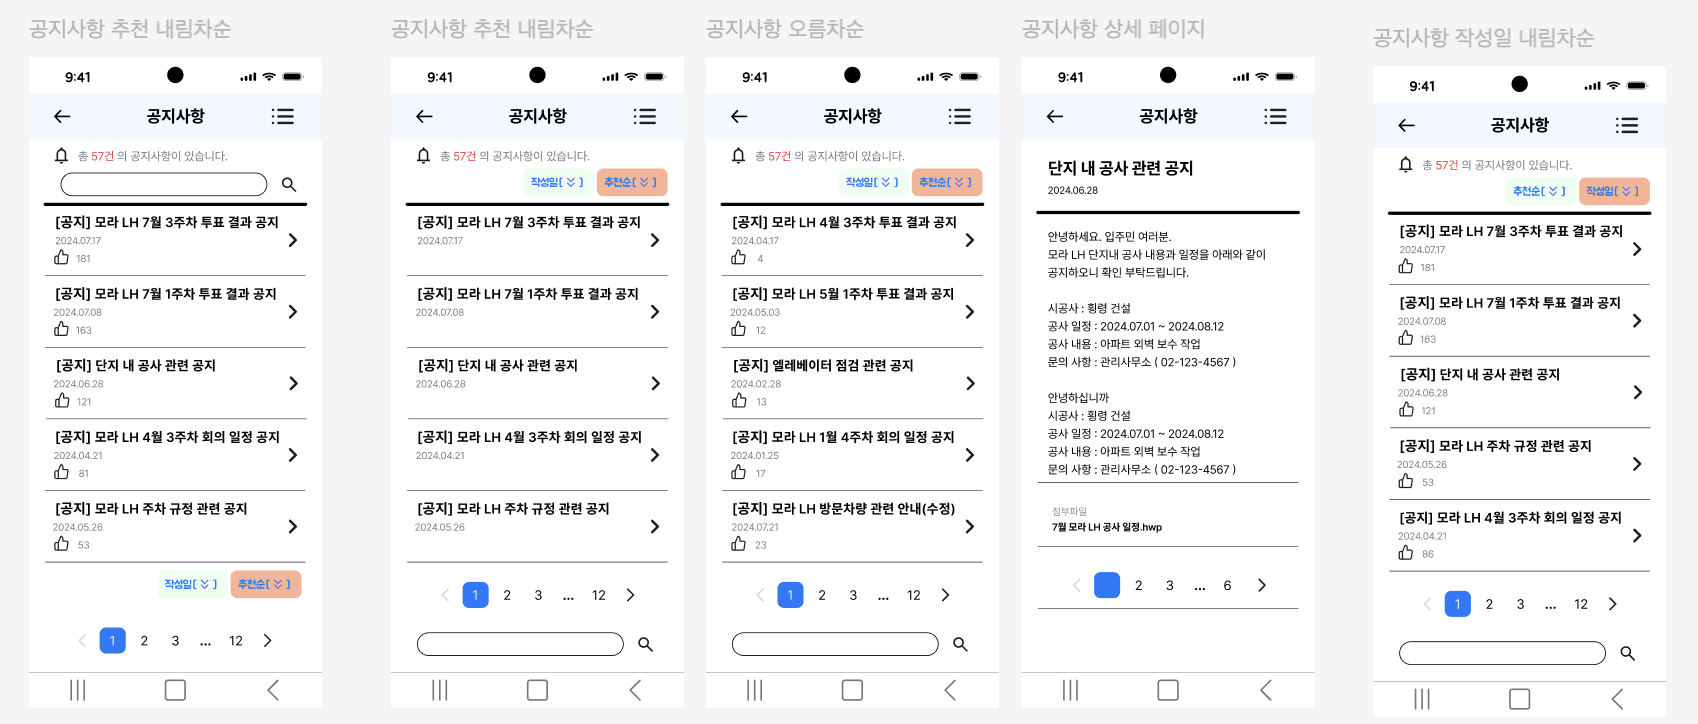 공지사항 추천 내림차순
9:41
공지사항
총 57건 의 공지사항이 있습니다.
[공지] 모라 LH 7월 3주차 투표 결과 공지
2024.07.17
181
[공지] 모라 LH 7월 1주차 투표 결과 공지
2024.07.08
163
[공지] 단지 내 공사 관련 공지
2024.06.28
121
[공지] 모라 LH 4월 3주차 회의 일정 공지
2024.04.21
81
[공지] 모라 LH 주차 규정 관련 공지
2024.05.26
53
작성일[ ] 추천순[ ]
1 2 3 ... 12
공지사항 추천 내림차순
9:41
공지사항
총 57건 의 공지사항이 있습니다.
작성일[ ] 추천순[ ]
[공지] 모라 LH 7월 3주차 투표 결과 공지
2024.07.17
[공지] 모라 LH 7월 1주차 투표 결과 공지
2024.07.08
[공지] 단지 내 공사 관련 공지
2024.06.28
[공지] 모라 LH 4월 3주차 회의 일정 공지
2024.04.21
[공지] 모라 LH 주차 규정 관련 공지
2024.05.26
1 2 3 ... 12
공지사항 오름차순
9:41
공지사항
총 57건 의 공지사항이 있습니다.
작성일[ ] 추천순[ ]
[공지] 모라 LH 4월 3주차 투표 결과 공지
2024.04.17
4
[공지] 모라 LH 5월 1주차 투표 결과 공지
2024.05.03
12
[공지] 엘레베이터 점검 관련 공지
2024.02.28
13
[공지] 모라 LH 1월 4주차 회의 일정 공지
2024.01.25
17
[공지] 모라 LH 방문차량 관련 안내(수정)
2024.07.21
23
1 2 3 ... 12
공지사항 상세 페이지
9:41
공지사항
단지 내 공사 관련 공지
2024.06.28
안녕하세요. 입주민 여러분.
모라 LH 단지내 공사 내용과 일정을 아래와 같이
공지하오니 확인 부탁드립니다.
시공사 : 횡령 건설
공사 일정 : 2024.07.01 ~ 2024.08.12
공사 내용 : 아파트 외벽 보수 작업
문의 사항 : 관리사무소 ( 02-123-4567 )
안녕하십니까
시공사 : 횡령 건설
공사 일정 : 2024.07.01 ~ 2024.08.12
공사 내용 : 아파트 외벽 보수 작업
문의 사항 : 관리사무소 ( 02-123-4567 )
첨부파일
7월 모라 LH 공사 일정.hwp
2 3 ... 6
공지사항 작성일 내림차순
9:41
공지사항
총 57건 의 공지사항이 있습니다.
추천순[ ] 작성일[ ]
[공지] 모라 LH 7월 3주차 투표 결과 공지
2024.07.17
181
[공지] 모라 LH 7월 1주차 투표 결과 공지
2024.07.08
163
[공지] 단지 내 공사 관련 공지
2024.06.28
121
[공지] 모라 LH 주차 규정 관련 공지
2024.05.26
53
[공지] 모라 LH 4월 3주차 회의 일정 공지
2024.04.21
86
1 2 3 ... 12